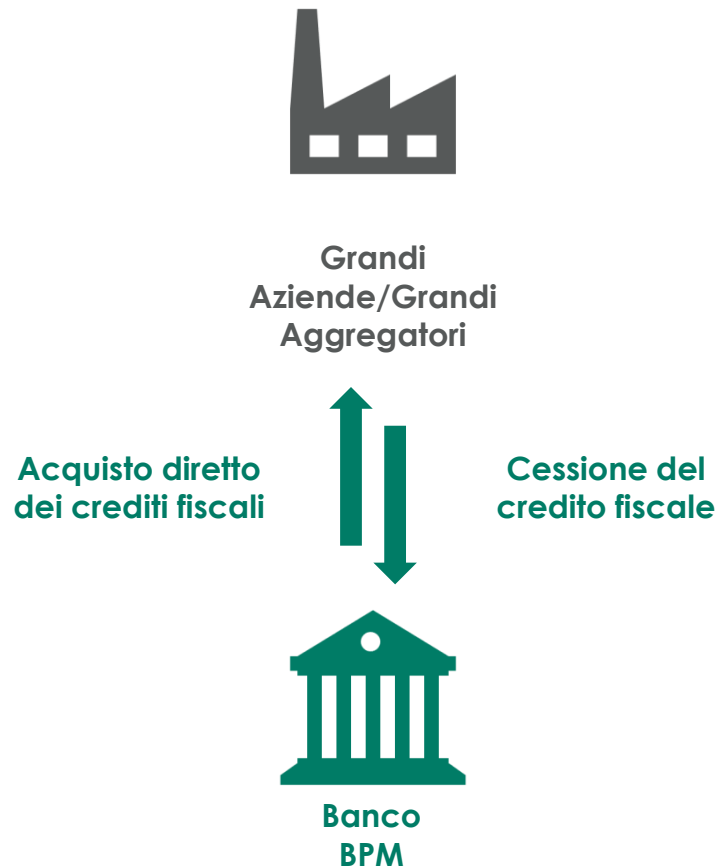 Grandi
Aziende/Grandi
Aggregatori
Acquisto diretto
dei crediti fiscali
Cessione del
credito fiscale
Banco
BPM